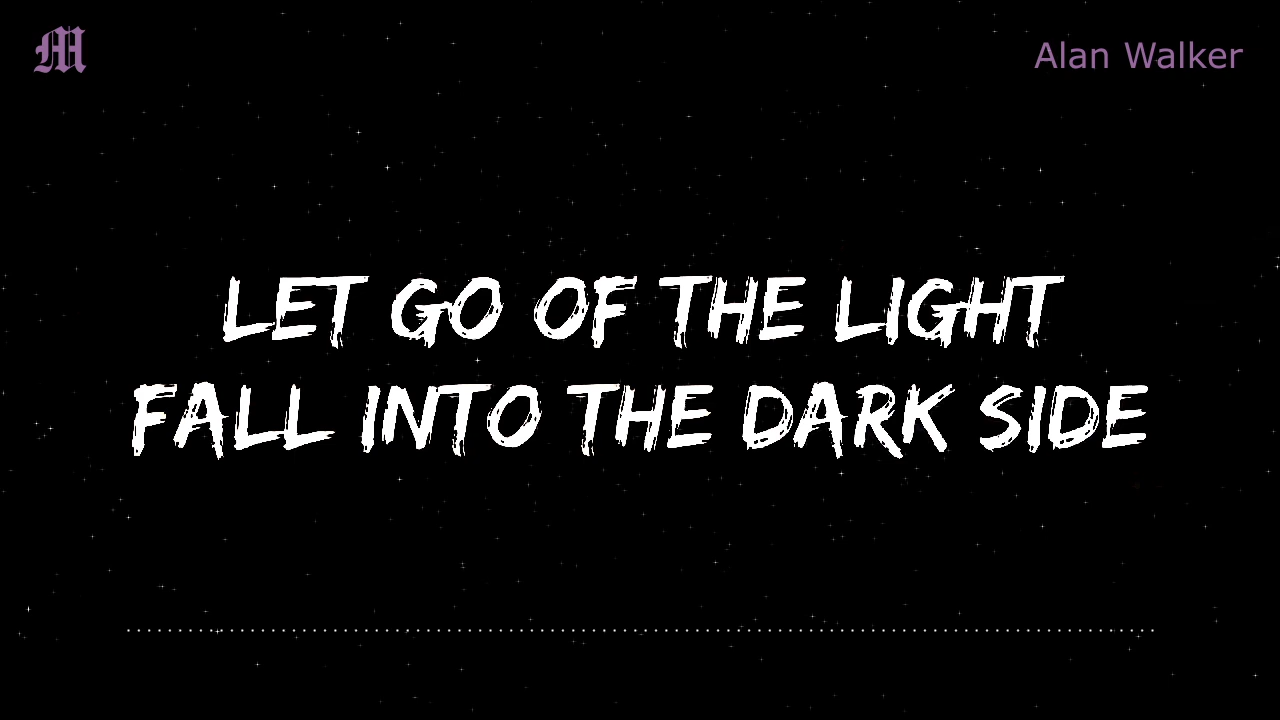 M
Alan Walker
LET GO OF THE LIGHT
FALL INTO THE DARK SIDE